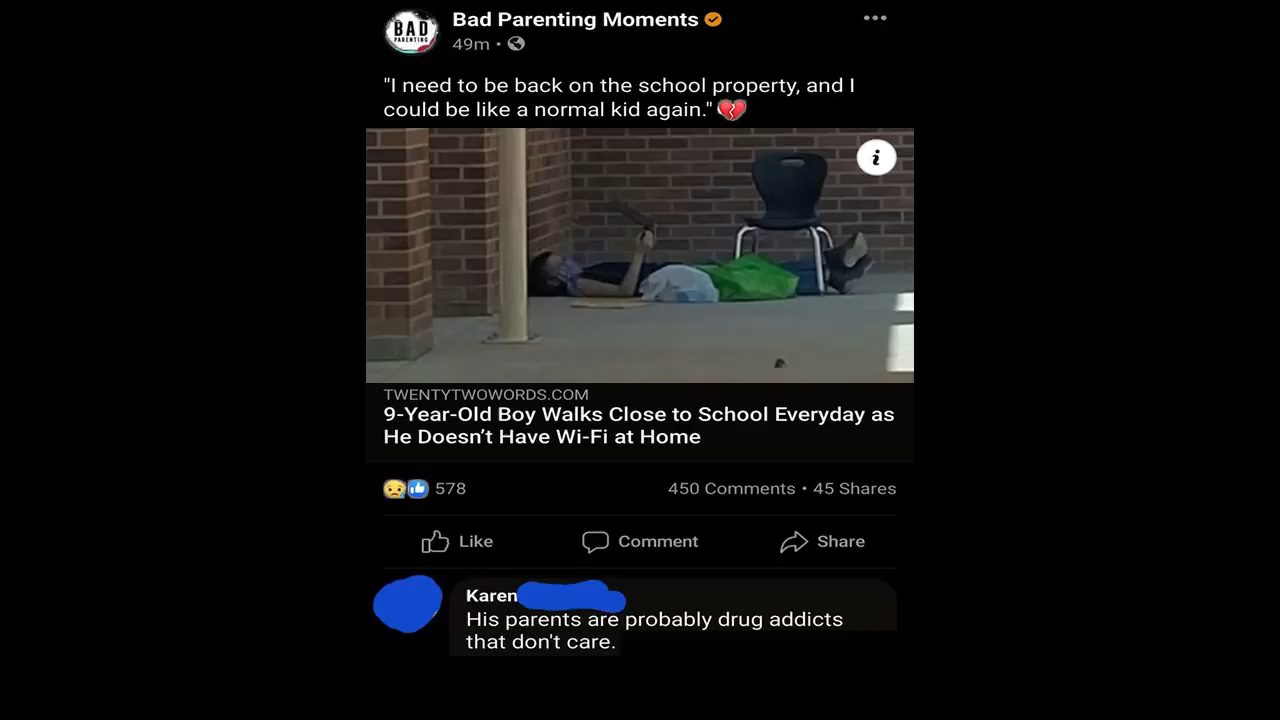 BAD
PARENTING
Bad Parenting Moments
49m
"I need to be back on the school property, and I
could be like a normal kid again."💔
i
TWENTYTWOWORDS.COM
9-Year-Old Boy Walks Close to School Everyday as
He Doesn’t Have Wi-Fi at Home
578
450 Comments • 45 Shares
Like
Comment
Share
Karen
His parents are probably drug addicts
that don't care.